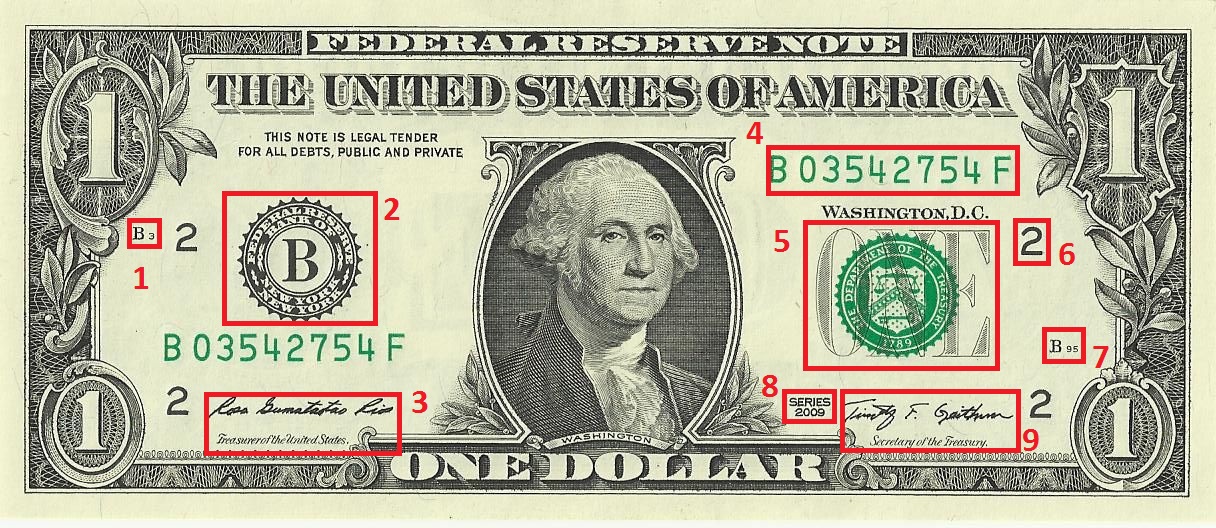 FEDERAL RESERVE NOTE
1
THE UNITED STATES OF AMERICA
1
THIS NOTE IS LEGAL TENDER
FOR ALL DEBTS, PUBLIC AND PRIVATE
4
B 03542754 F
WASHINGTON, D.C.
B 3
2
FEDERAL RESERVE
BANK OF
B
NEW YORK
NEW YORK
2
5
ONE
THE DEPARTMENT OF THE TREASURY
1789
2
6
1
B 03542754 F
B 95
7
2
Rosa Gumataotao Rios
Treasurer of the United States.
3
8
SERIES
2009
Timothy F. Geithner
Secretary of the Treasury.
2
9
1
WASHINGTON
ONE DOLLAR
1